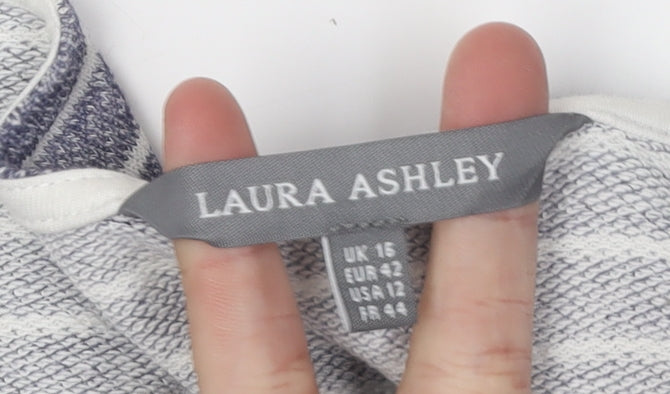 LAURA ASHLEY
UK 16
EUR 42
USA 12
FR 44